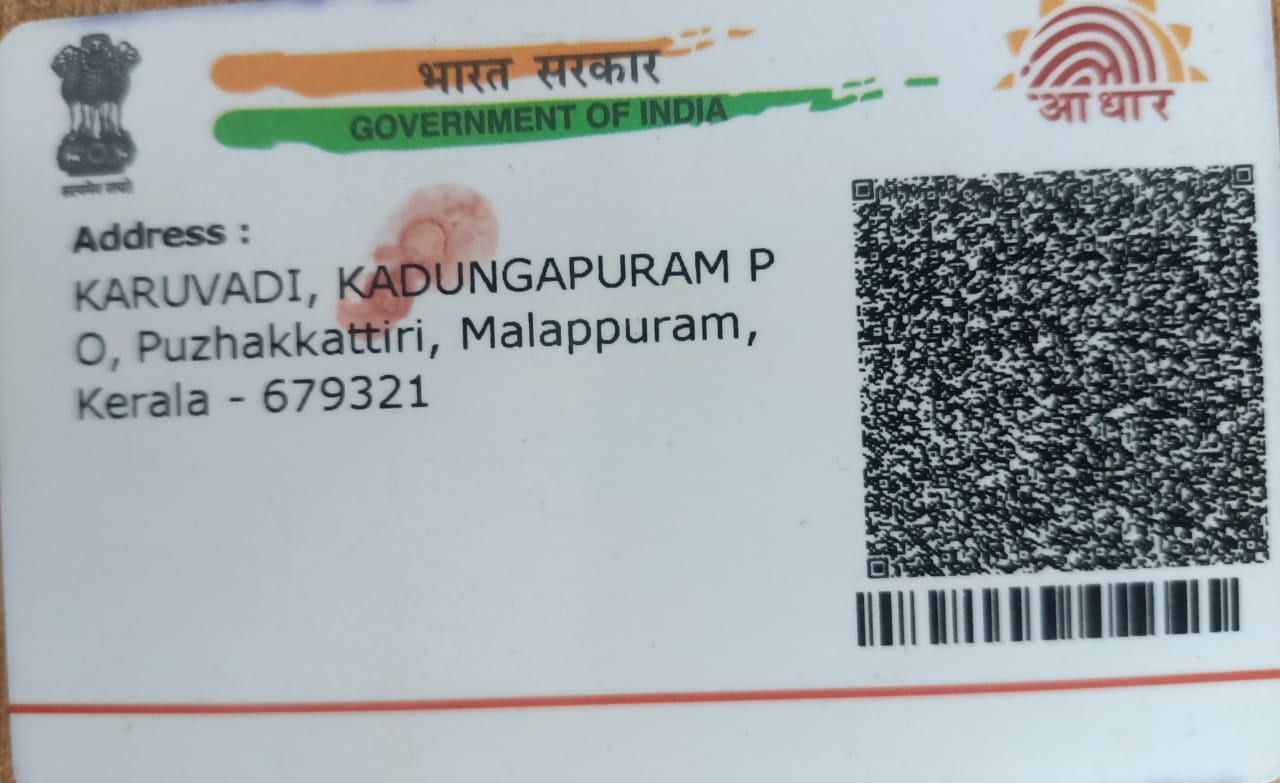 भारत सरकार
GOVERNMENT OF INDIA
आधार
सत्यमेव जयते
Address :
KARUVADI, KADUNGAPURAM P
O, Puzhakkattiri, Malappuram,
Kerala - 679321